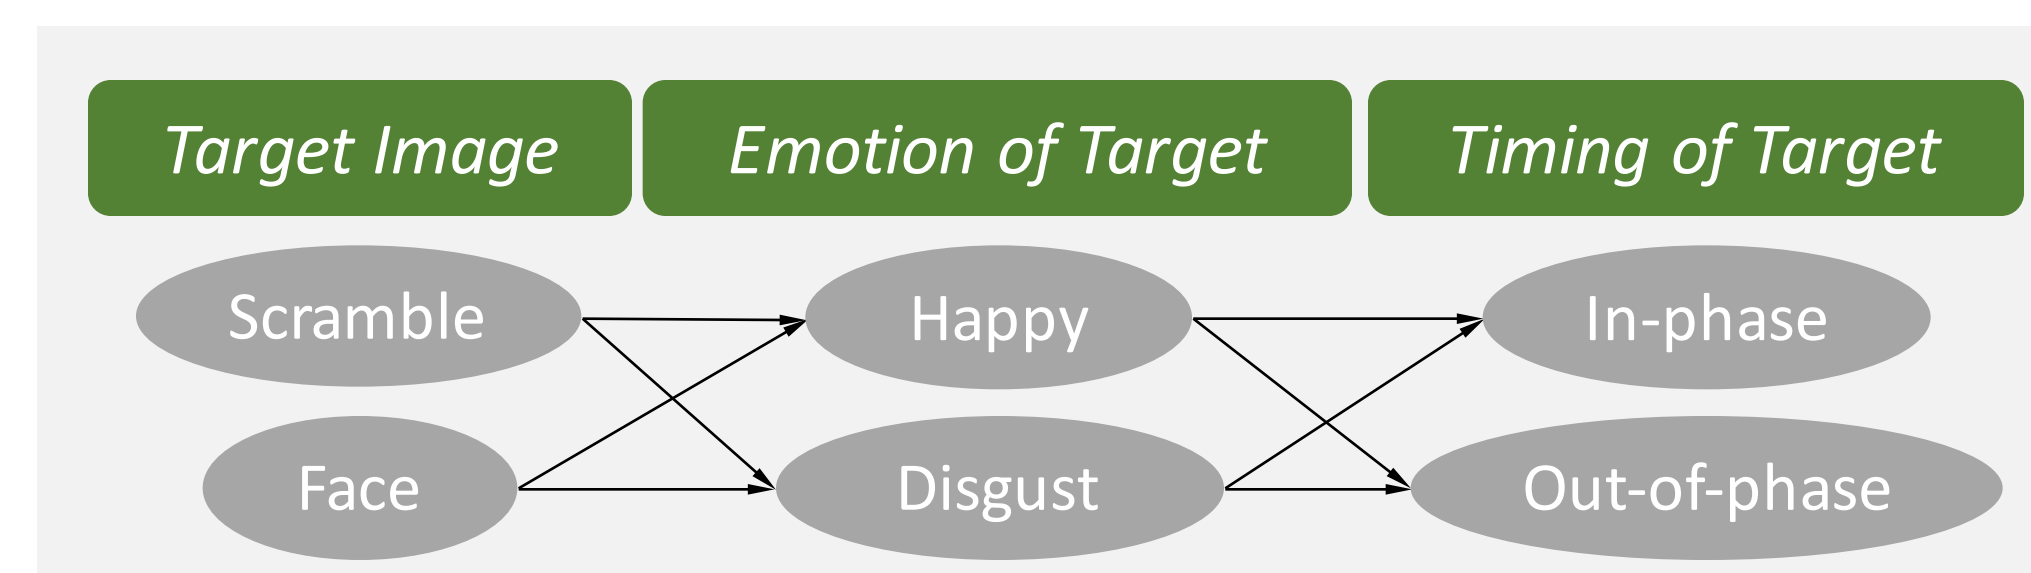 Target Image
Emotion of Target
Timing of Target
Scramble
Happy
In-phase
Face
Disgust
Out-of-phase